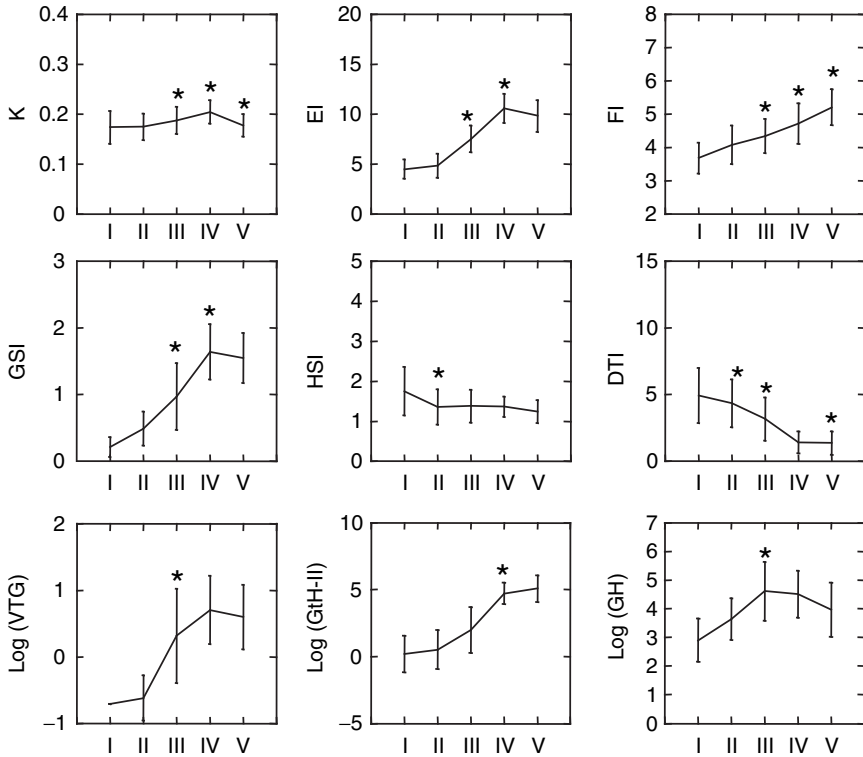 0.4
0.3
0.2
0.1
0
K
* * *
I II III IV V
20
15
10
5
0
EI
* *
I II III IV V
8
7
6
5
4
3
2
FI
* * *
I II III IV V
3
2
1
0
GSI
* *
I II III IV V
5
4
3
2
1
0
HSI
*
I II III IV V
15
10
5
0
DTI
* * *
I II III IV V
2
1
0
−1
Log (VTG)
*
I II III IV V
10
5
0
−5
Log (GtH-II)
*
I II III IV V
7
6
5
4
3
2
1
0
Log (GH)
*
I II III IV V